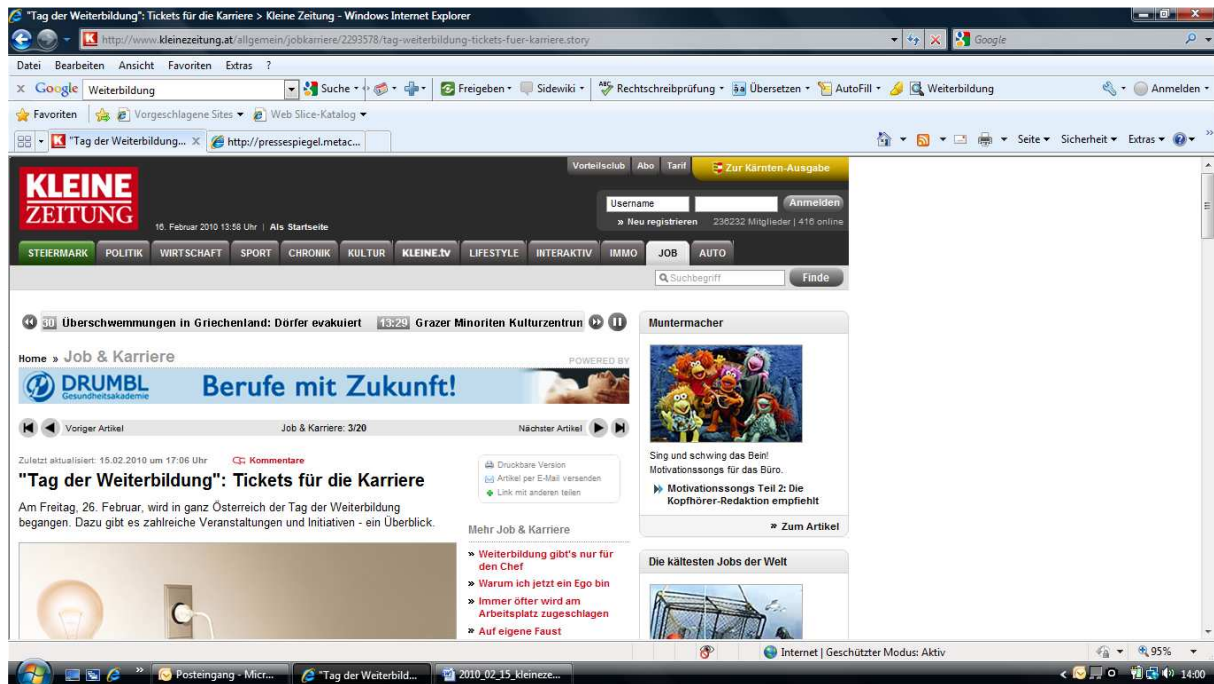 "Tag der Weiterbildung": Tickets für die Karriere > Kleine Zeitung - Windows Internet Explorer
http://www.kleinezeitung.at/allgemein/jobkarriere/2293578/tag-weiterbildung-tickets-fuer-karriere.story
Google
Datei Bearbeiten Ansicht Favoriten Extras ?
x Google Weiterbildung Suche Freigeben Sidewiki Rechtschreibprüfung Übersetzen AutoFill Weiterbildung Anmelden
Favoriten Vorgeschlagene Sites Web Slice-Katalog
"Tag der Weiterbildung... X http://pressespiegel.metac... Seite Sicherheit Extras
Vorteilsclub Abo Tarif Zur Kärnten-Ausgabe
KLEINE
ZEITUNG
Username Anmelden
16. Februar 2010 13:58 Uhr | Als Startseite
» Neu registrieren 236232 Mitglieder | 416 online
STEIERMARK POLITIK WIRTSCHAFT SPORT CHRONIK KULTUR KLEINE.tv LIFESTYLE INTERAKTIV IMMO JOB AUTO
Suchbegriff Finde
30 Überschwemmungen in Griechenland: Dörfer evakuiert 13:29 Grazer Minoriten Kulturzentrun
Home » Job & Karriere
POWERED BY
DRUMBL
Gesundheitsakademie
Berufe mit Zukunft!
Voriger Artikel Job & Karriere: 3/20 Nächster Artikel
Zuletzt aktualisiert: 15.02.2010 um 17:06 Uhr Kommentare
"Tag der Weiterbildung": Tickets für die Karriere
Am Freitag, 26. Februar, wird in ganz Österreich der Tag der Weiterbildung
begangen. Dazu gibt es zahlreiche Veranstaltungen und Initiativen - ein Überblick.
Druckbare Version
Artikel per E-Mail versenden
Link mit anderen teilen
Mehr Job & Karriere
» Weiterbildung gibt's nur für
den Chef
» Warum ich jetzt ein Ego bin
» Immer öfter wird am
Arbeitsplatz zugeschlagen
» Auf eigene Faust
Muntermacher
Sing und schwing das Bein!
Motivationssongs für das Büro.
Motivationssongs Teil 2: Die
Kopfhörer-Redaktion empfiehlt
» Zum Artikel
Die kältesten Jobs der Welt
Internet | Geschützter Modus: Aktiv 95%
Posteingang - Micr... "Tag der Weiterbild... 2010_02_15_kleineze... 14:00